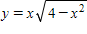 y = x√(4−x²)